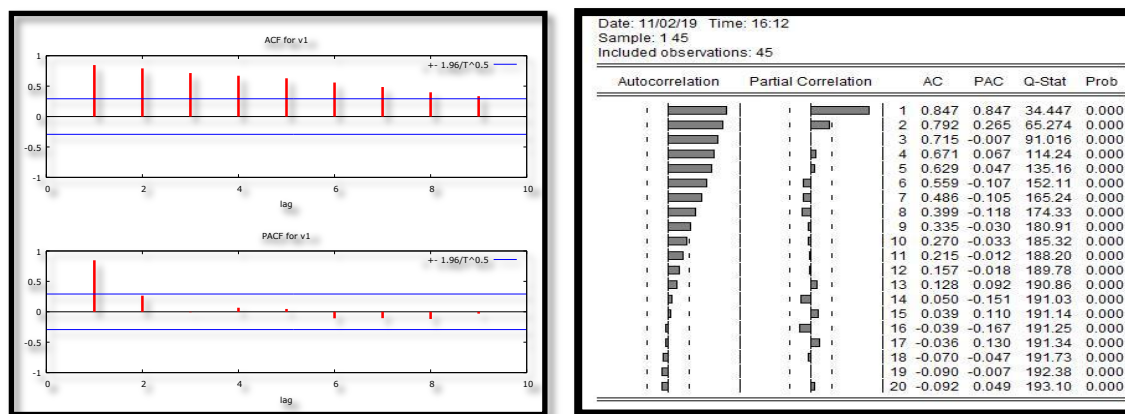 ACF for v1
+- 1.96/T^0.5
1
0.5
0
-0.5
-1
0 2 4 6 8 10
lag
PACF for v1
+- 1.96/T^0.5
1
0.5
0
-0.5
-1
0 2 4 6 8 10
lag
Date: 11/02/19 Time: 16:12
Sample: 1 45
Included observations: 45
Autocorrelation Partial Correlation AC PAC Q-Stat Prob
1 0.847 0.847 34.447 0.000
2 0.792 0.265 65.274 0.000
3 0.715 -0.007 91.016 0.000
4 0.671 0.067 114.24 0.000
5 0.629 0.047 135.16 0.000
6 0.559 -0.107 152.11 0.000
7 0.486 -0.105 165.24 0.000
8 0.399 -0.118 174.33 0.000
9 0.335 -0.030 180.91 0.000
10 0.270 -0.033 185.32 0.000
11 0.215 -0.012 188.20 0.000
12 0.157 -0.018 189.78 0.000
13 0.128 0.092 190.86 0.000
14 0.050 -0.151 191.03 0.000
15 0.039 0.110 191.14 0.000
16 -0.039 -0.167 191.25 0.000
17 -0.036 0.130 191.34 0.000
18 -0.070 -0.047 191.73 0.000
19 -0.090 -0.007 192.38 0.000
20 -0.092 0.049 193.10 0.000